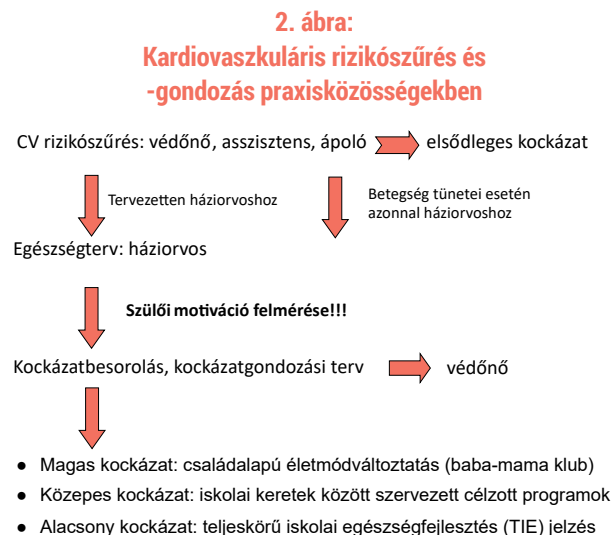 2. ábra:
Kardiovaszkuláris rizikószűrés és
-gondozás praxisközösségekben
CV rizikószűrés: védőnő, asszisztens, ápoló
elsődleges kockázat
Tervezetten háziorvoshoz
Betegség tünetei esetén
azonnal háziorvoshoz
Egészségterv: háziorvos
Szülői motiváció felmérése!!!
Kockázatbesorolás, kockázatgondozási terv
védőnő
● Magas kockázat: családalapú életmódváltoztatás (baba-mama klub)
● Közepes kockázat: iskolai keretek között szervezett célzott programok
● Alacsony kockázat: teljeskörű iskolai egészségfejlesztés (TIE) jelzés